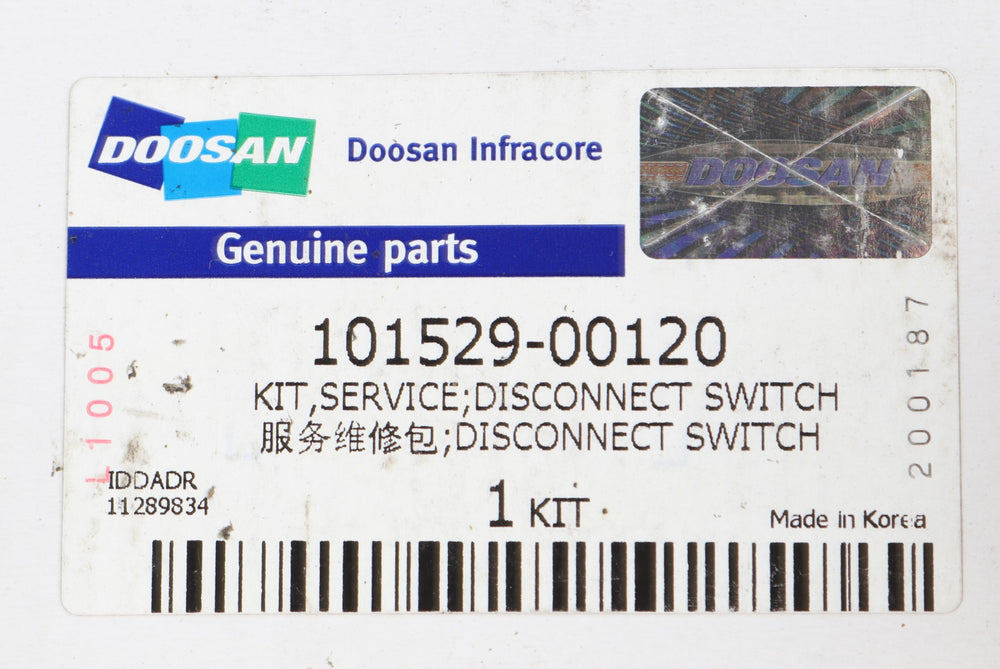 DOOSAN
Doosan Infracore
DOOSAN
Genuine parts
101529-00120
KIT,SERVICE;DISCONNECT SWITCH
服务维修包;DISCONNECT SWITCH
L1005
200187
IDDADR
11289834
1 KIT
Made in Korea